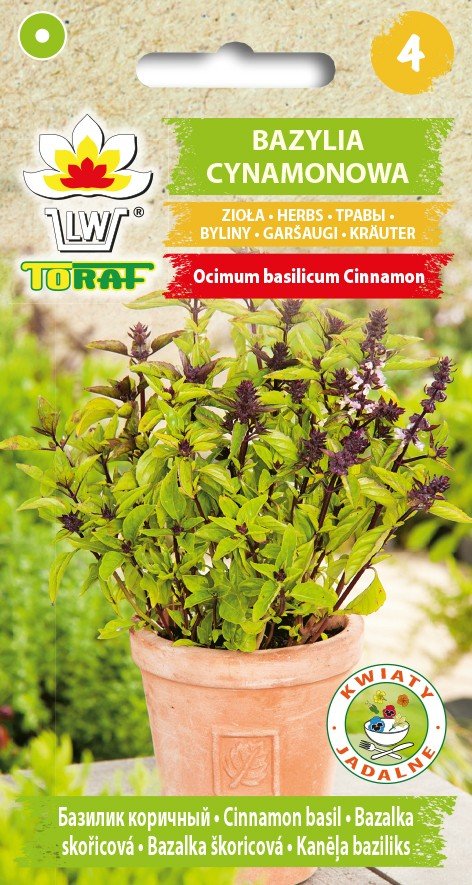 4
BAZYLIA
CYNAMONOWA
LW ®
TORAF
ZIOŁA • HERBS • ТРАВЫ •
BYLINY • GARŠAUGI • KRÄUTER
Ocimum basilicum Cinnamon
KWIATY
JADALNE
Базилик коричный • Cinnamon basil • Bazalka
skořicová • Bazalka škoricová • Kanēļa baziliks